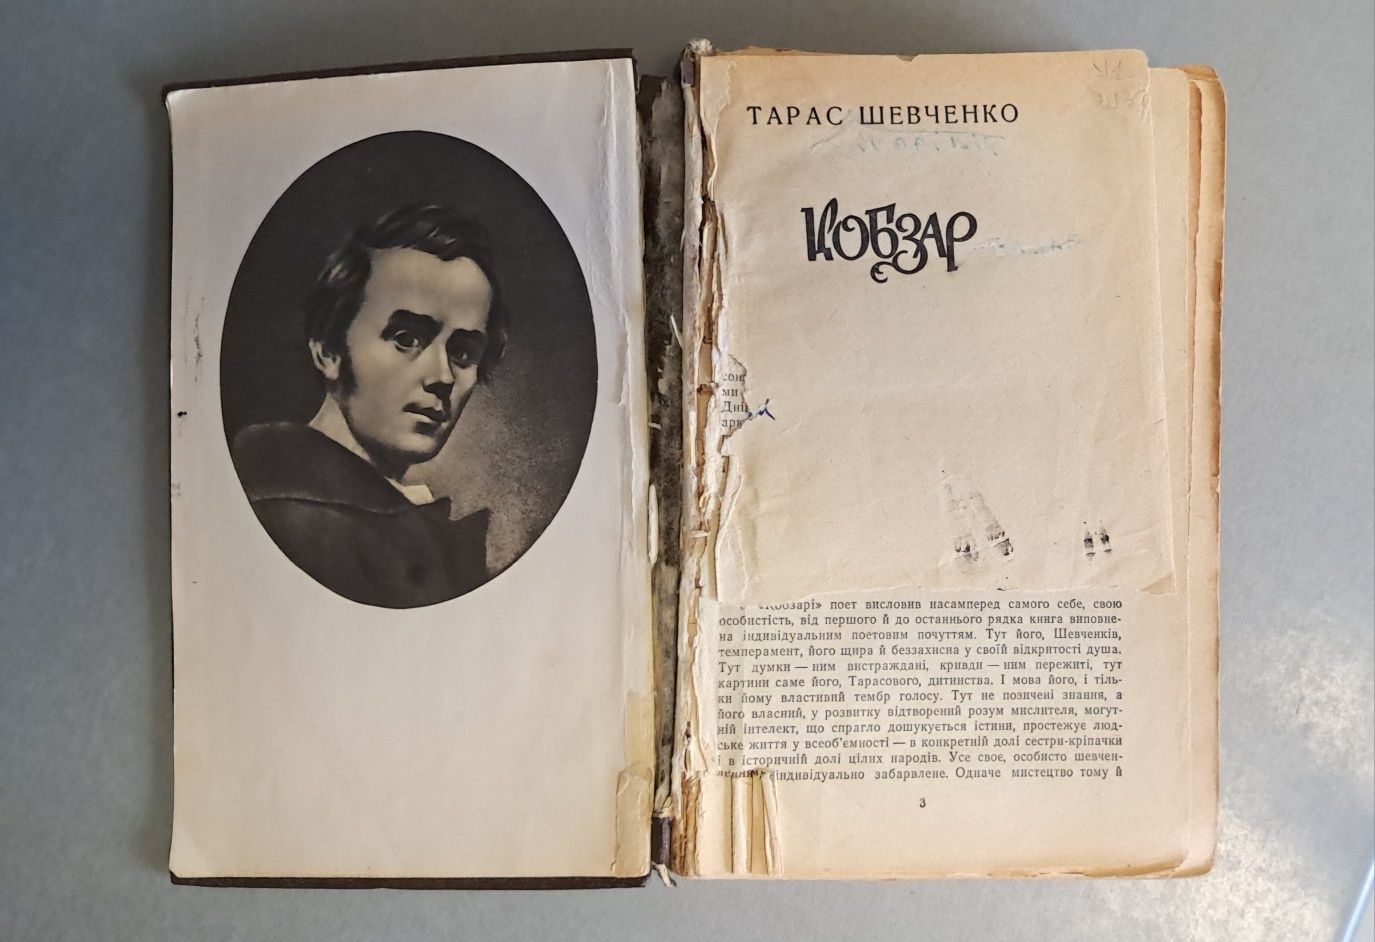 ТАРАС ШЕВЧЕНКО
КОБЗАР
сон
ми
Дні
арк
«Кобзарі» поет висловив насамперед самого себе, свою
особистість, від першого й до останнього рядка книга виповне-
на індивідуальним поетовим почуттям. Тут його, Шевченків,
темперамент, його щира й беззахисна у своїй відкритості душа.
Тут думки — ним вистраждані, кривди — ним пережиті, тут
картини саме його, Тарасового, дитинства. І мова його, і тіль-
ки йому властивий тембр голосу. Тут не позичені знання, а
його власний, у розвитку відтворений розум мислителя, могут-
ній інтелект, що спрагло дошукується істини, простежує люд-
ське життя у всеоб'ємності — в конкретній долі сестри-кріпачки
і в історичній долі цілих народів. Усе своє, особисто шевчен-
індивідуально забарвлене. Одначе мистецтво тому й
3